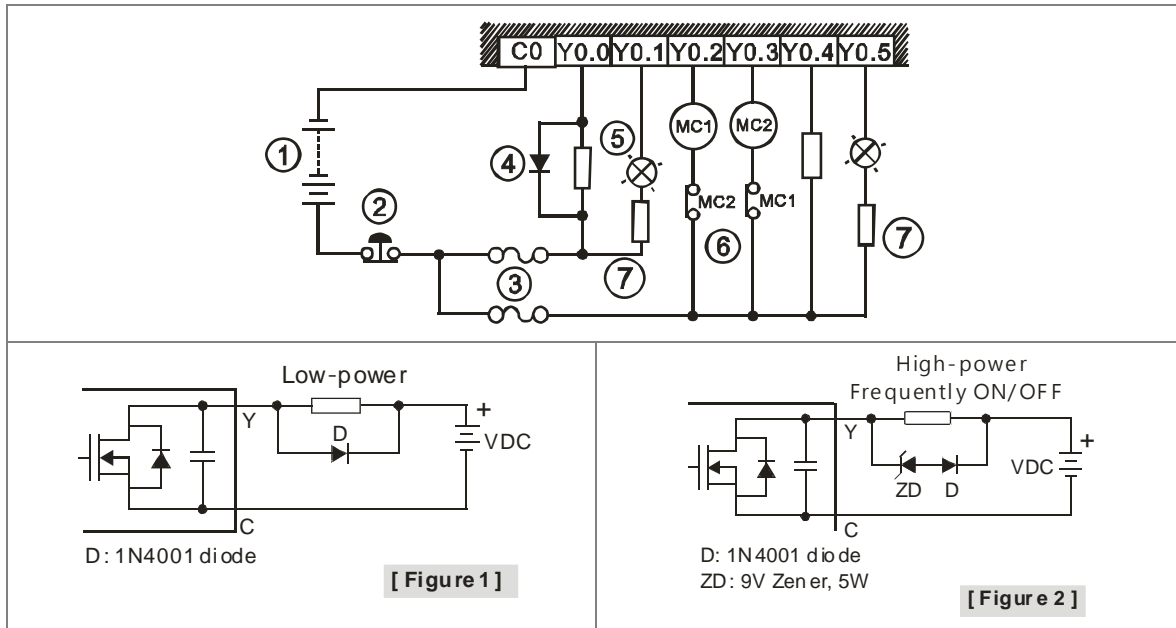 C0 Y0.0 Y0.1 Y0.2 Y0.3 Y0.4 Y0.5
MC1 MC2
① ④ ⑤
MC2 MC1
② ⑥ ⑦
③ ⑦
Low-power
Y
D
+
VDC
C
D: 1N4001 diode
[ Figure 1 ]
High-power
Frequently ON/OFF
Y
+
VDC
ZD D
C
D: 1N4001 diode
ZD: 9V Zener, 5W
[ Figure 2 ]